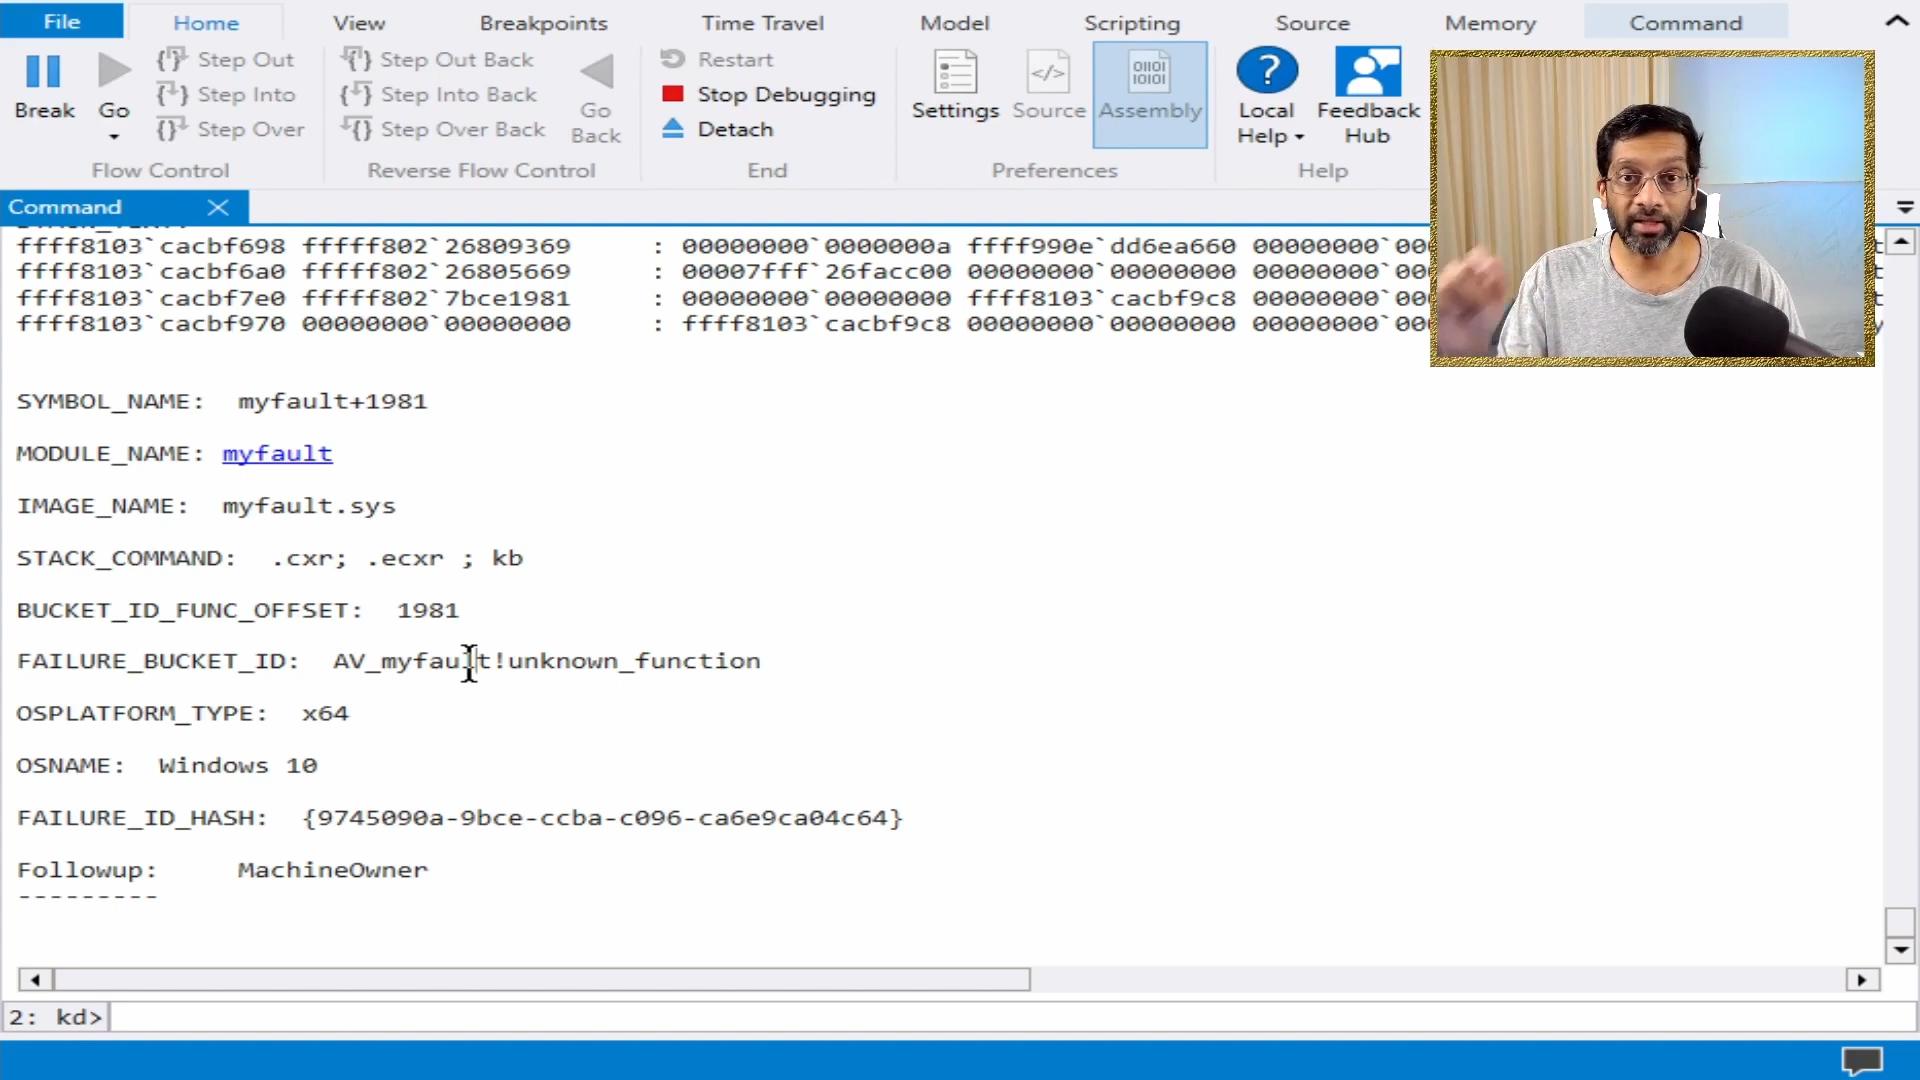 File Home View Breakpoints Time Travel Model Scripting Source Memory Command
Break
Go
Step Out
Step Into
Step Over
Flow Control
Step Out Back
Step Into Back
Step Over Back
Go Back
Reverse Flow Control
Restart
Stop Debugging
Detach
End
Settings
Source
Assembly
Preferences
Local Help
Feedback Hub
Help
Command
ffff8103`cacbf698 fffff802`26809369 : 00000000`0000000a ffff990e`dd6ea660 00000000`00
ffff8103`cacbf6a0 fffff802`26805669 : 00007fff`26facc00 00000000`00000000 00000000`00
ffff8103`cacbf7e0 fffff802`7bce1981 : 00000000`00000000 ffff8103`cacbf9c8 00000000`00
ffff8103`cacbf970 00000000`00000000 : ffff8103`cacbf9c8 00000000`00000000 00000000`00
SYMBOL_NAME: myfault+1981
MODULE_NAME: myfault
IMAGE_NAME: myfault.sys
STACK_COMMAND: .cxr; .ecxr ; kb
BUCKET_ID_FUNC_OFFSET: 1981
FAILURE_BUCKET_ID: AV_myfault!unknown_function
OSPLATFORM_TYPE: x64
OSNAME: Windows 10
FAILURE_ID_HASH: {9745090a-9bce-ccba-c096-ca6e9ca04c64}
Followup: MachineOwner
---------
2: kd>